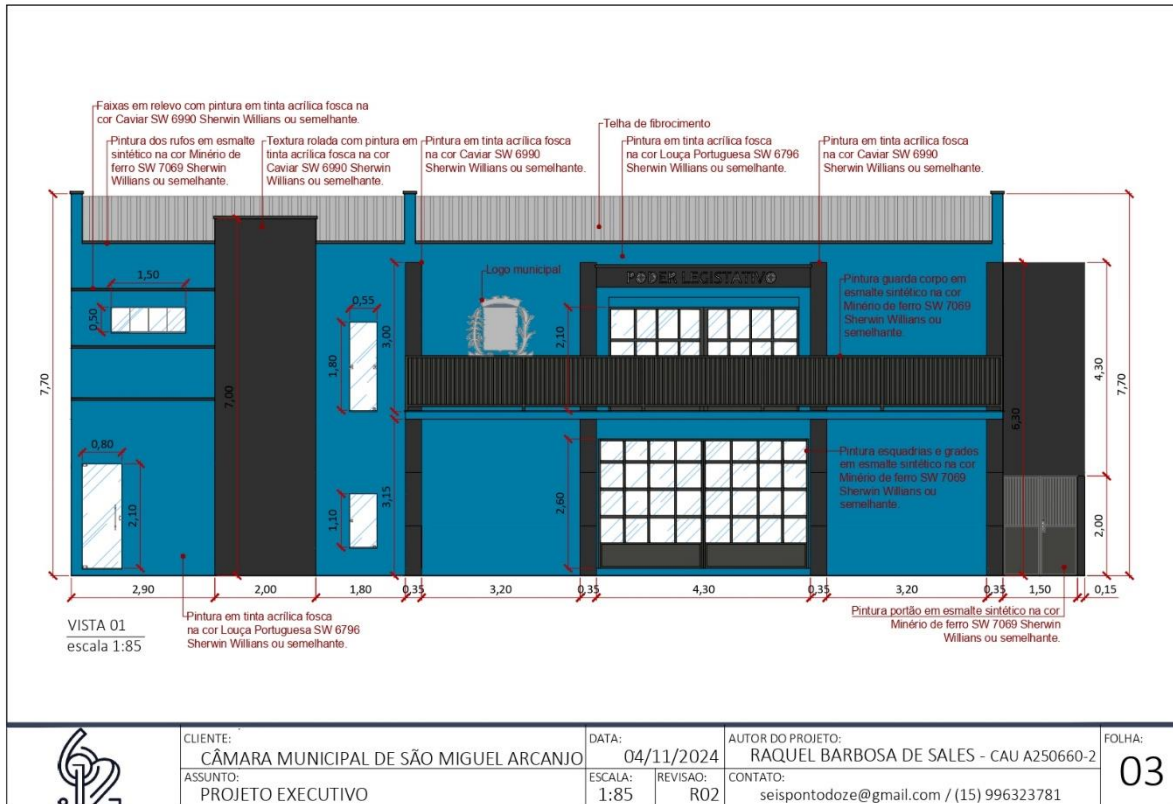 Faixas em relevo com pintura em tinta acrílica fosca na
cor Caviar SW 6990 Sherwin Willians ou semelhante.
Pintura dos rufos em esmalte
sintético na cor Minério de
ferro SW 7069 Sherwin
Willians ou semelhante.
Textura rolada com pintura em
tinta acrílica fosca na cor
Caviar SW 6990 Sherwin
Willians ou semelhante.
Pintura em tinta acrílica fosca
na cor Caviar SW 6990
Sherwin Willians ou semelhante.
Telha de fibrocimento
Pintura em tinta acrílica fosca
na cor Louça Portuguesa SW 6796
Sherwin Willians ou semelhante.
Pintura em tinta acrílica fosca
na cor Caviar SW 6990
Sherwin Willians ou semelhante.
Logo municipal
PODER LEGISTATIVO
Pintura guarda corpo em
esmalte sintético na cor
Minério de ferro SW 7069
Sherwin Willians ou
semelhante.
1,50
0,50
0,55
1,80
3,00
2,10
7,70
7,00
6,30
4,30
7,70
0,80
2,10
1,10
3,15
2,60
2,00
Pintura esquadrias e grades
em esmalte sintético na cor
Minério de ferro SW 7069
Sherwin Willians ou
semelhante.
2,90
2,00
1,80
0,35
3,20
0,35
4,30
0,35
3,20
0,35
1,50
0,15
Pintura em tinta acrílica fosca
na cor Louça Portuguesa SW 6796
Sherwin Willians ou semelhante.
Pintura portão em esmalte sintético na cor
Minério de ferro SW 7069 Sherwin
Willians ou semelhante.
VISTA 01
escala 1:85
CLIENTE:
CÂMARA MUNICIPAL DE SÃO MIGUEL ARCANJO
DATA:
04/11/2024
AUTOR DO PROJETO:
RAQUEL BARBOSA DE SALES - CAU A250660-2
FOLHA:
03
ASSUNTO:
PROJETO EXECUTIVO
ESCALA:
1:85
REVISAO:
R02
CONTATO:
seispontodoze@gmail.com / (15) 996323781